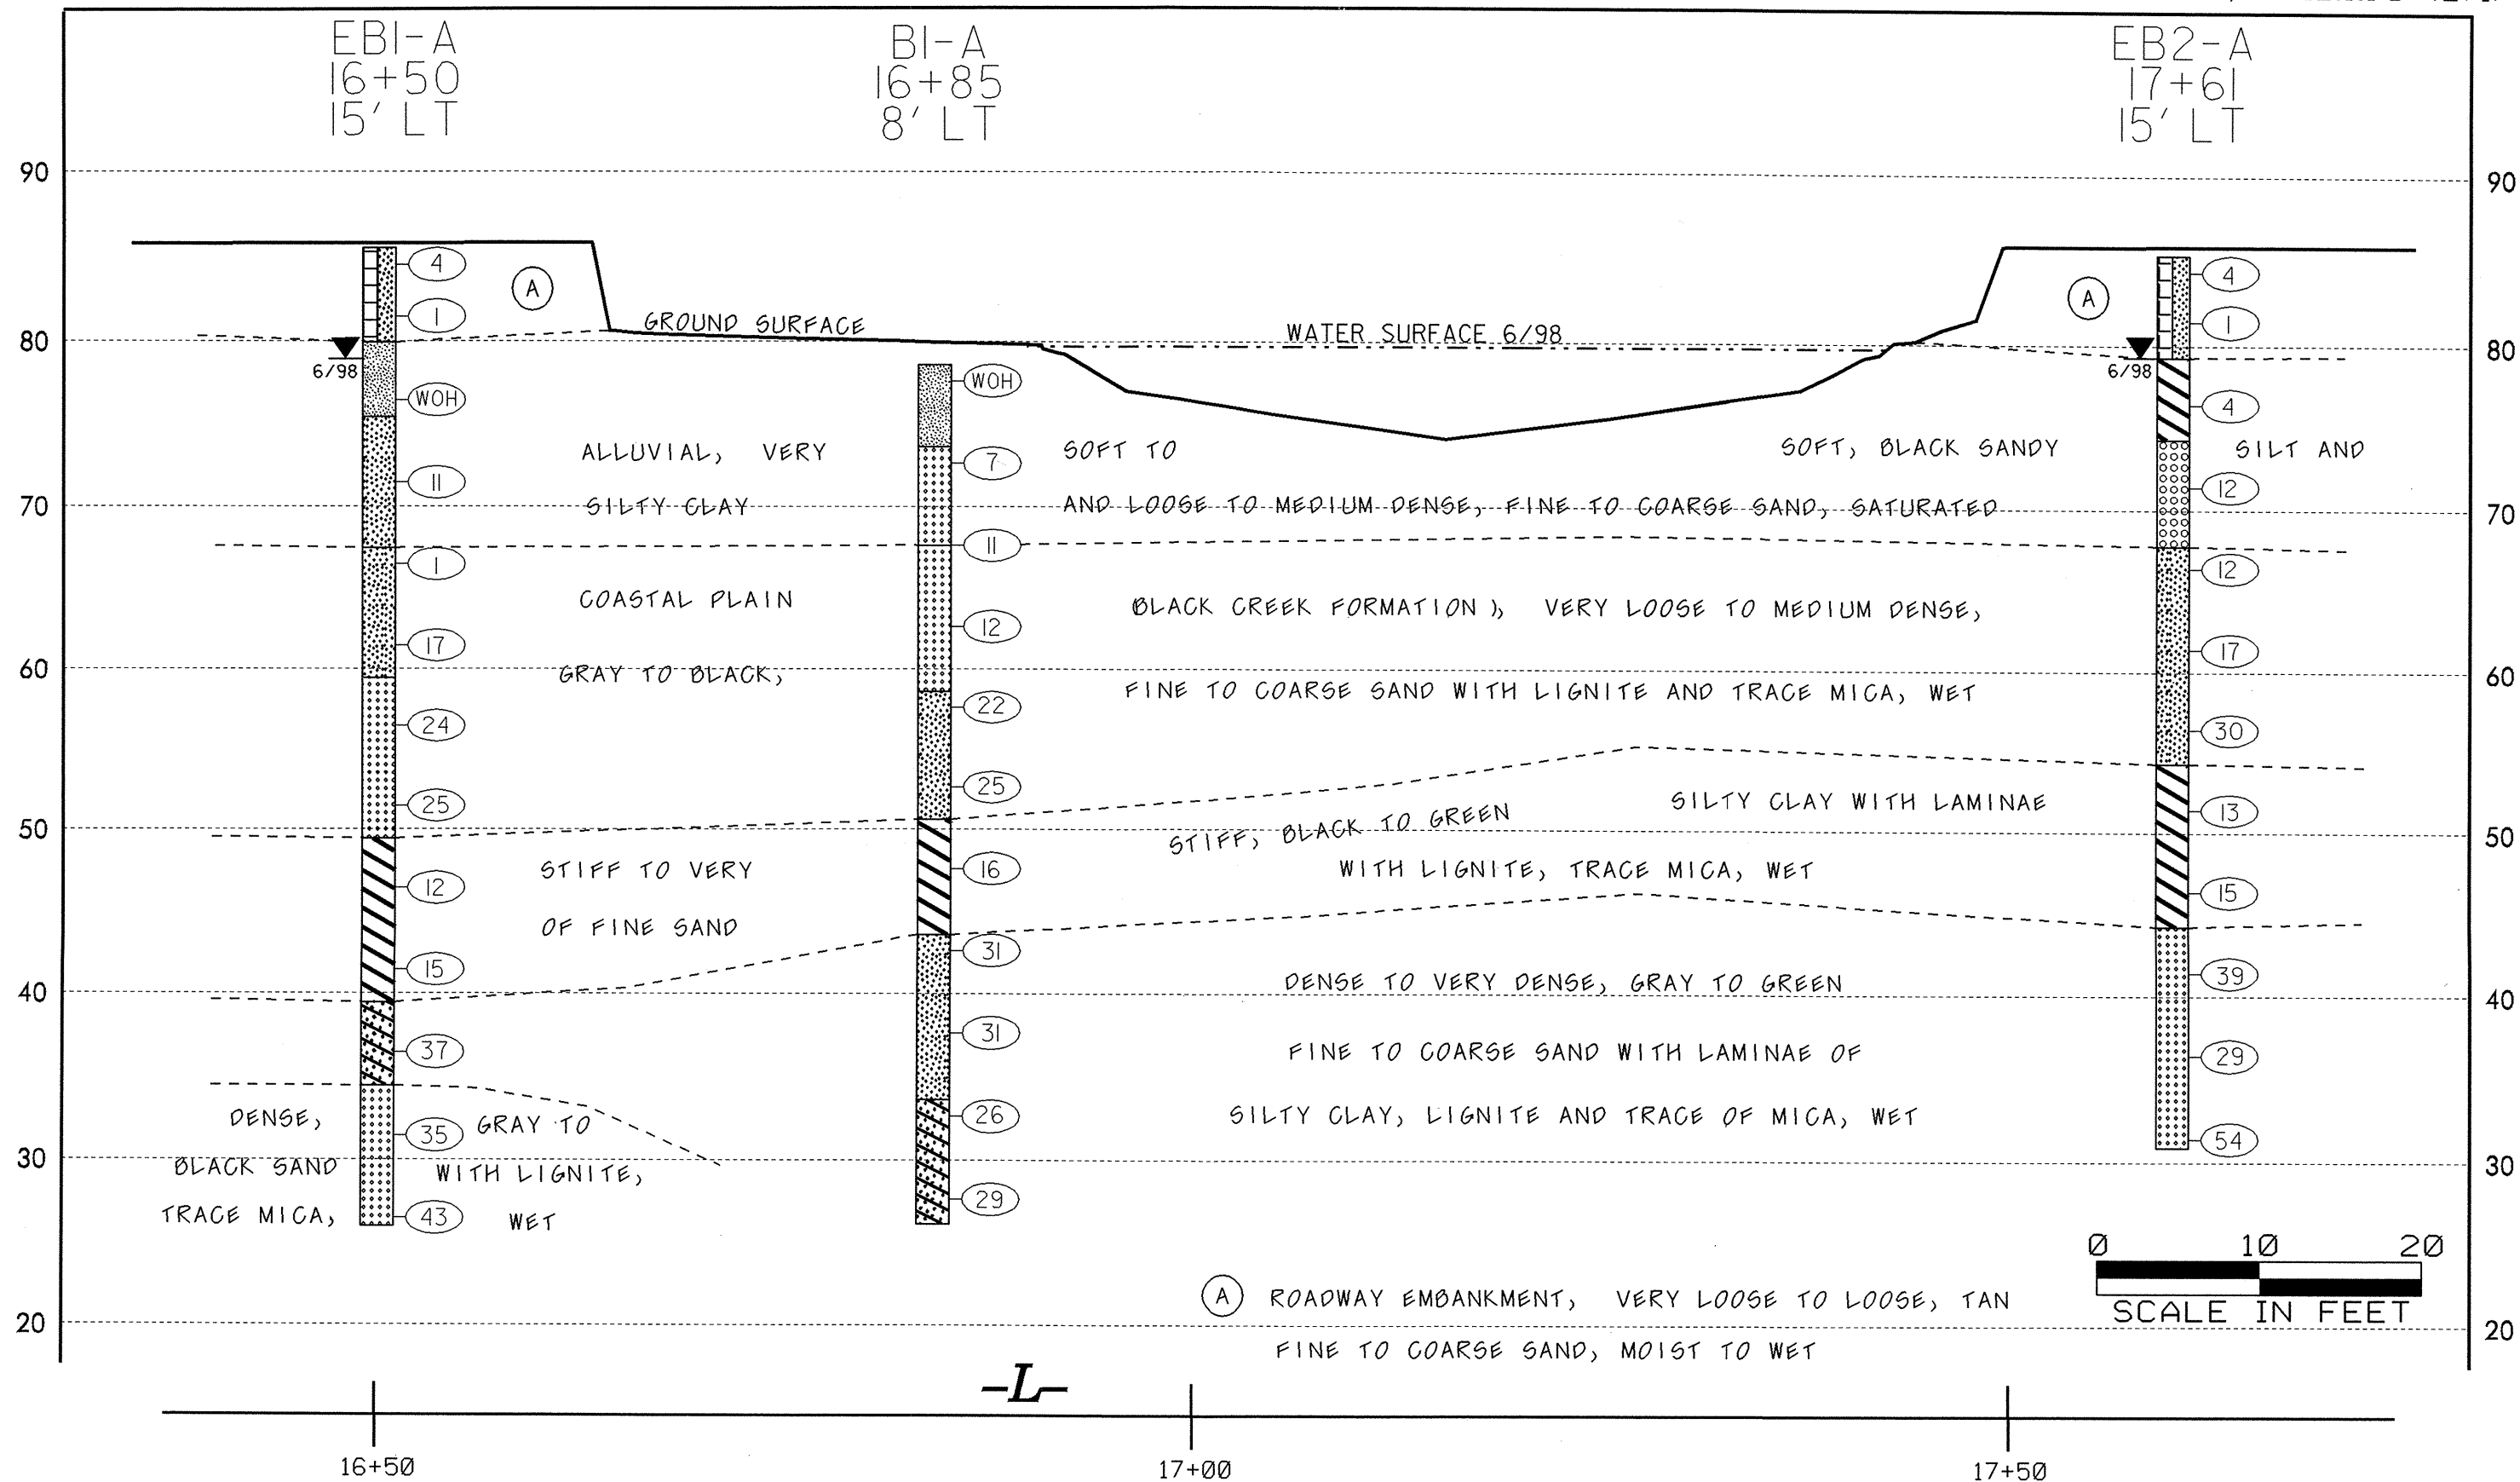 EB1-A
16+50
15' LT
B1-A
16+85
8' LT
EB2-A
17+61
15' LT
90 90
4
A
1
4
A
1
GROUND SURFACE
WATER SURFACE 6/98
80 80
6/98
6/98
WOH
WOH
4
ALLUVIAL, VERY SOFT TO SOFT, BLACK SANDY SILT AND
11
7
12
SILTY CLAY AND LOOSE TO MEDIUM DENSE, FINE TO COARSE SAND, SATURATED
70 70
1
11
12
COASTAL PLAIN BLACK CREEK FORMATION), VERY LOOSE TO MEDIUM DENSE,
17
12
17
60 60
GRAY TO BLACK, FINE TO COARSE SAND WITH LIGNITE AND TRACE MICA, WET
24
22
30
25
25
13
STIFF, BLACK TO GREEN SILTY CLAY WITH LAMINAE
50 50
STIFF TO VERY WITH LIGNITE, TRACE MICA, WET
12
16
15
OF FINE SAND
15
31
39
DENSE TO VERY DENSE, GRAY TO GREEN
40 40
37
31
29
FINE TO COARSE SAND WITH LAMINAE OF
DENSE, GRAY TO SILTY CLAY, LIGNITE AND TRACE OF MICA, WET
35
26
54
30 30
BLACK SAND WITH LIGNITE,
TRACE MICA, WET
43
29
0 10 20
SCALE IN FEET
A ROADWAY EMBANKMENT, VERY LOOSE TO LOOSE, TAN
20 20
FINE TO COARSE SAND, MOIST TO WET
-L-
16+50 17+00 17+50